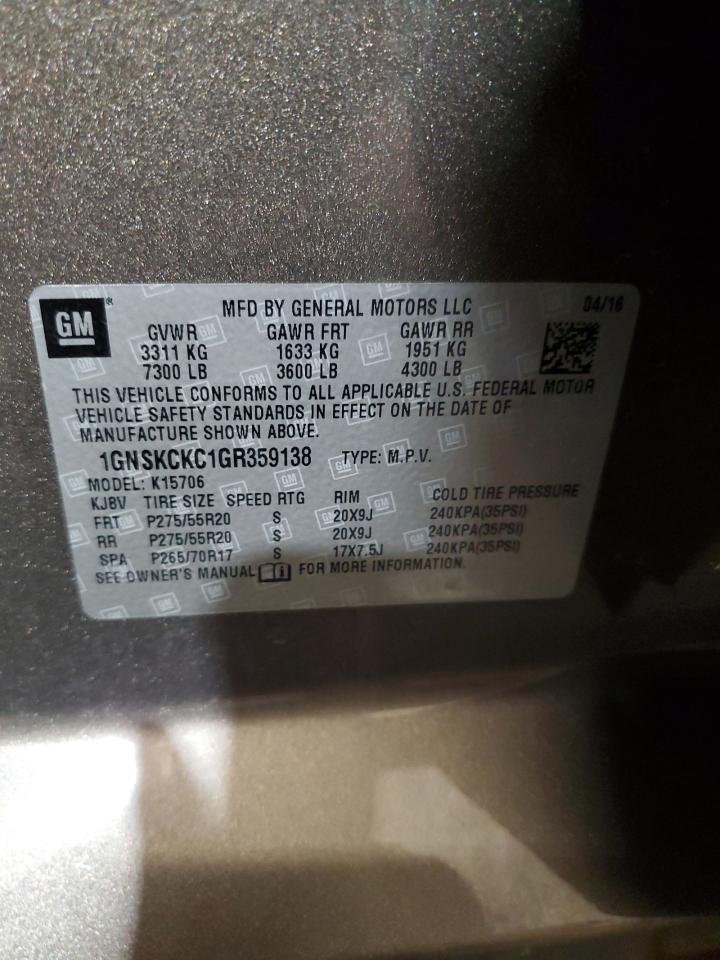 GM ® MFD BY GENERAL MOTORS LLC 04/16
GVWR GAWR FRT GAWR RR
3311 KG 1633 KG 1951 KG
7300 LB 3600 LB 4300 LB
THIS VEHICLE CONFORMS TO ALL APPLICABLE U.S. FEDERAL MOTOR
VEHICLE SAFETY STANDARDS IN EFFECT ON THE DATE OF
MANUFACTURE SHOWN ABOVE.
1GNSKCKC1GR359138 TYPE: M.P.V.
MODEL: K15706
KJ8V TIRE SIZE SPEED RTG RIM COLD TIRE PRESSURE
FRT P275/55R20 S 20X9J 240KPA(35PSI)
RR P275/55R20 S 20X9J 240KPA(35PSI)
SPA P265/70R17 S 17X7.5J 240KPA(35PSI)
SEE OWNER'S MANUAL FOR MORE INFORMATION.